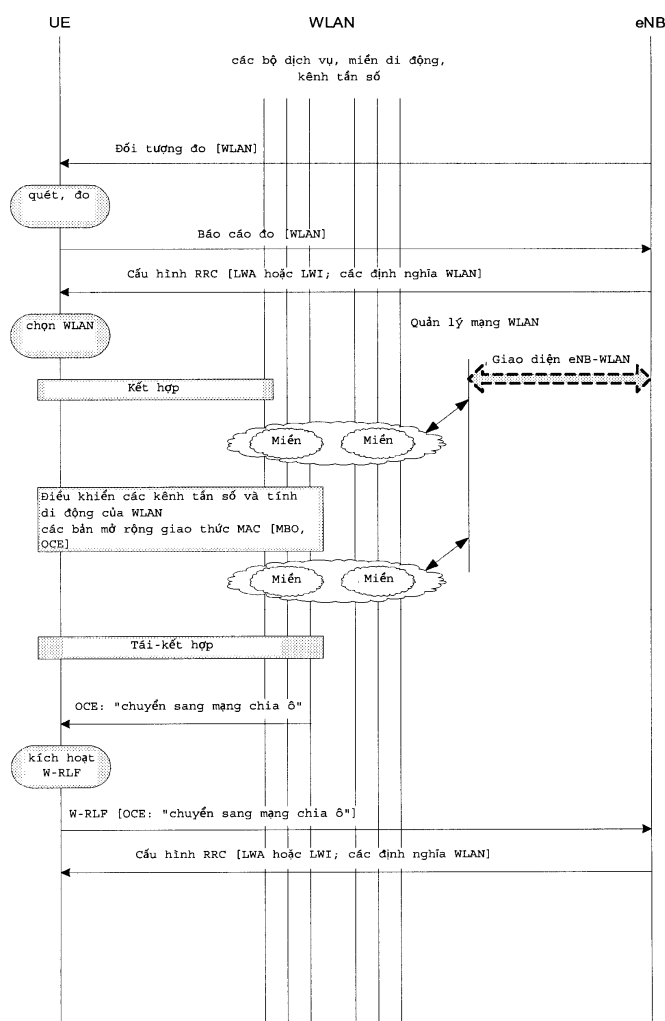 UE WLAN eNB
các bộ dịch vụ, miền di động,
kênh tần số
Đối tượng đo [WLAN]
quét, đo
Báo cáo đo [WLAN]
Cấu hình RRC [LWA hoặc LWI; các định nghĩa WLAN]
chọn WLAN
Quản lý mạng WLAN
Giao diện eNB-WLAN
Kết hợp
Miền Miền
Điều khiển các kênh tần số và tính
di động của WLAN
các bản mở rộng giao thức MAC [MBO,
OCE]
Miền Miền
Tái-kết hợp
OCE: "chuyển sang mạng chia ô"
kích hoạt
W-RLF
W-RLF [OCE: "chuyển sang mạng chia ô"]
Cấu hình RRC [LWA hoặc LWI; các định nghĩa WLAN]